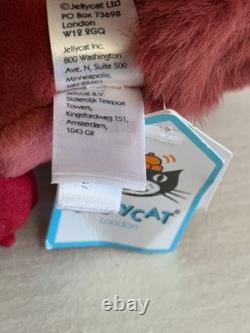 © Jellycat Ltd
PO Box 73698
London
W12 2GQ
Jellycat Inc.
800 Washington
Ave. N, Suite 500
Minneapolis,
Jellycat B.V.
Sloterdijk Teleport
Towers,
Kingsfordweg 151,
Amsterdam,
1043 GR
JELLYCAT
London